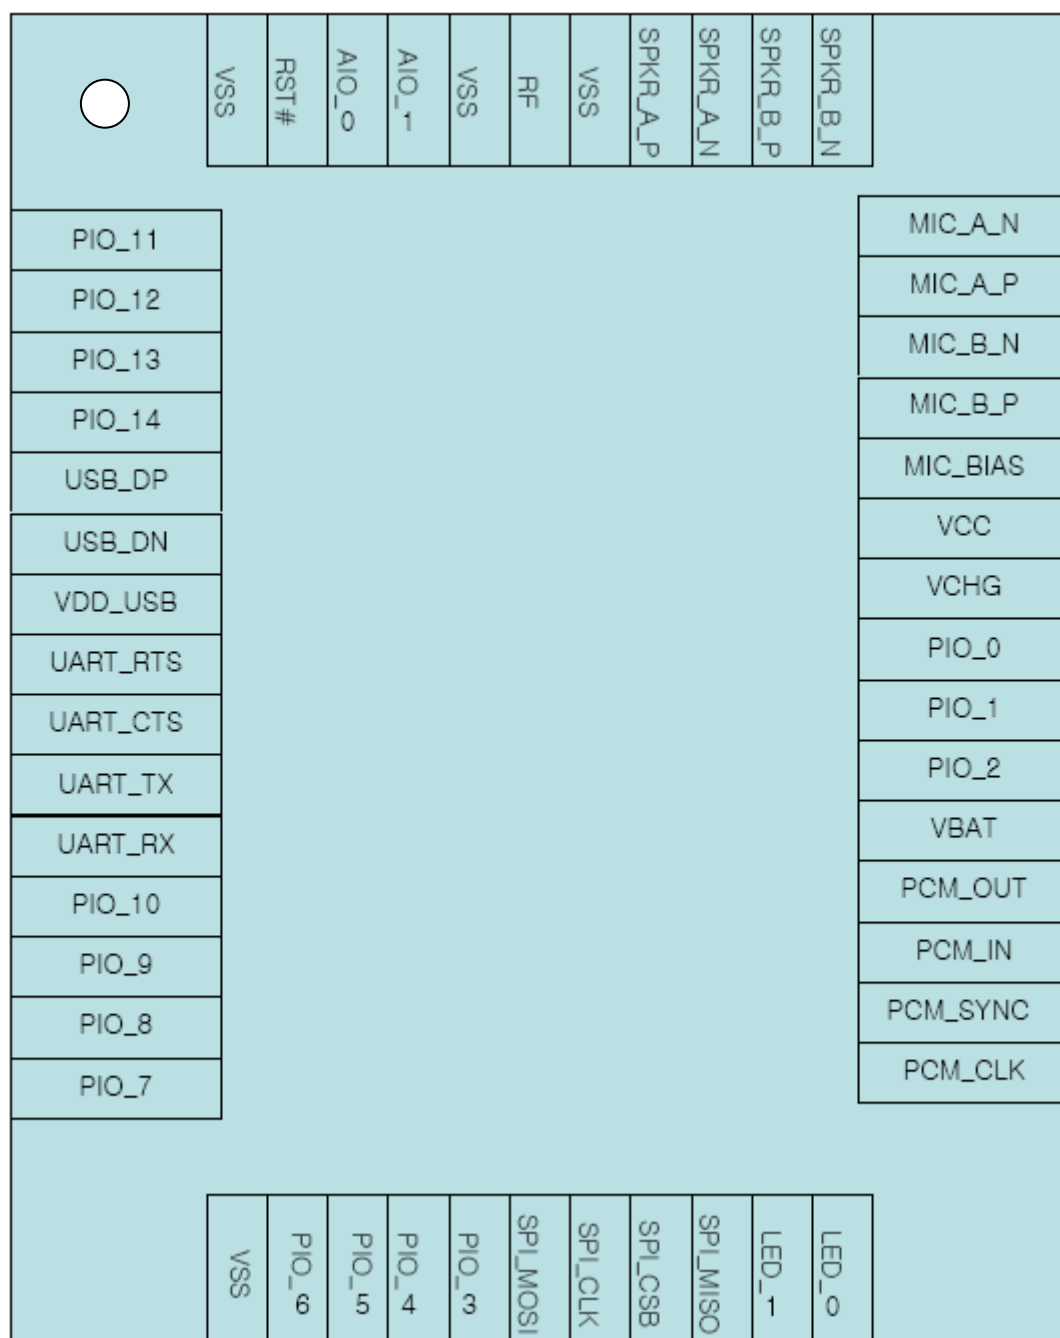 VSS
RST#
AIO_0
AIO_1
VSS
RF
VSS
SPKR_A_P
SPKR_A_N
SPKR_B_P
SPKR_B_N
PIO_11
PIO_12
PIO_13
PIO_14
USB_DP
USB_DN
VDD_USB
UART_RTS
UART_CTS
UART_TX
UART_RX
PIO_10
PIO_9
PIO_8
PIO_7
MIC_A_N
MIC_A_P
MIC_B_N
MIC_B_P
MIC_BIAS
VCC
VCHG
PIO_0
PIO_1
PIO_2
VBAT
PCM_OUT
PCM_IN
PCM_SYNC
PCM_CLK
VSS
PIO_6
PIO_5
PIO_4
PIO_3
SPI_MOSI
SPI_CLK
SPI_CSB
SPI_MISO
LED_1
LED_0